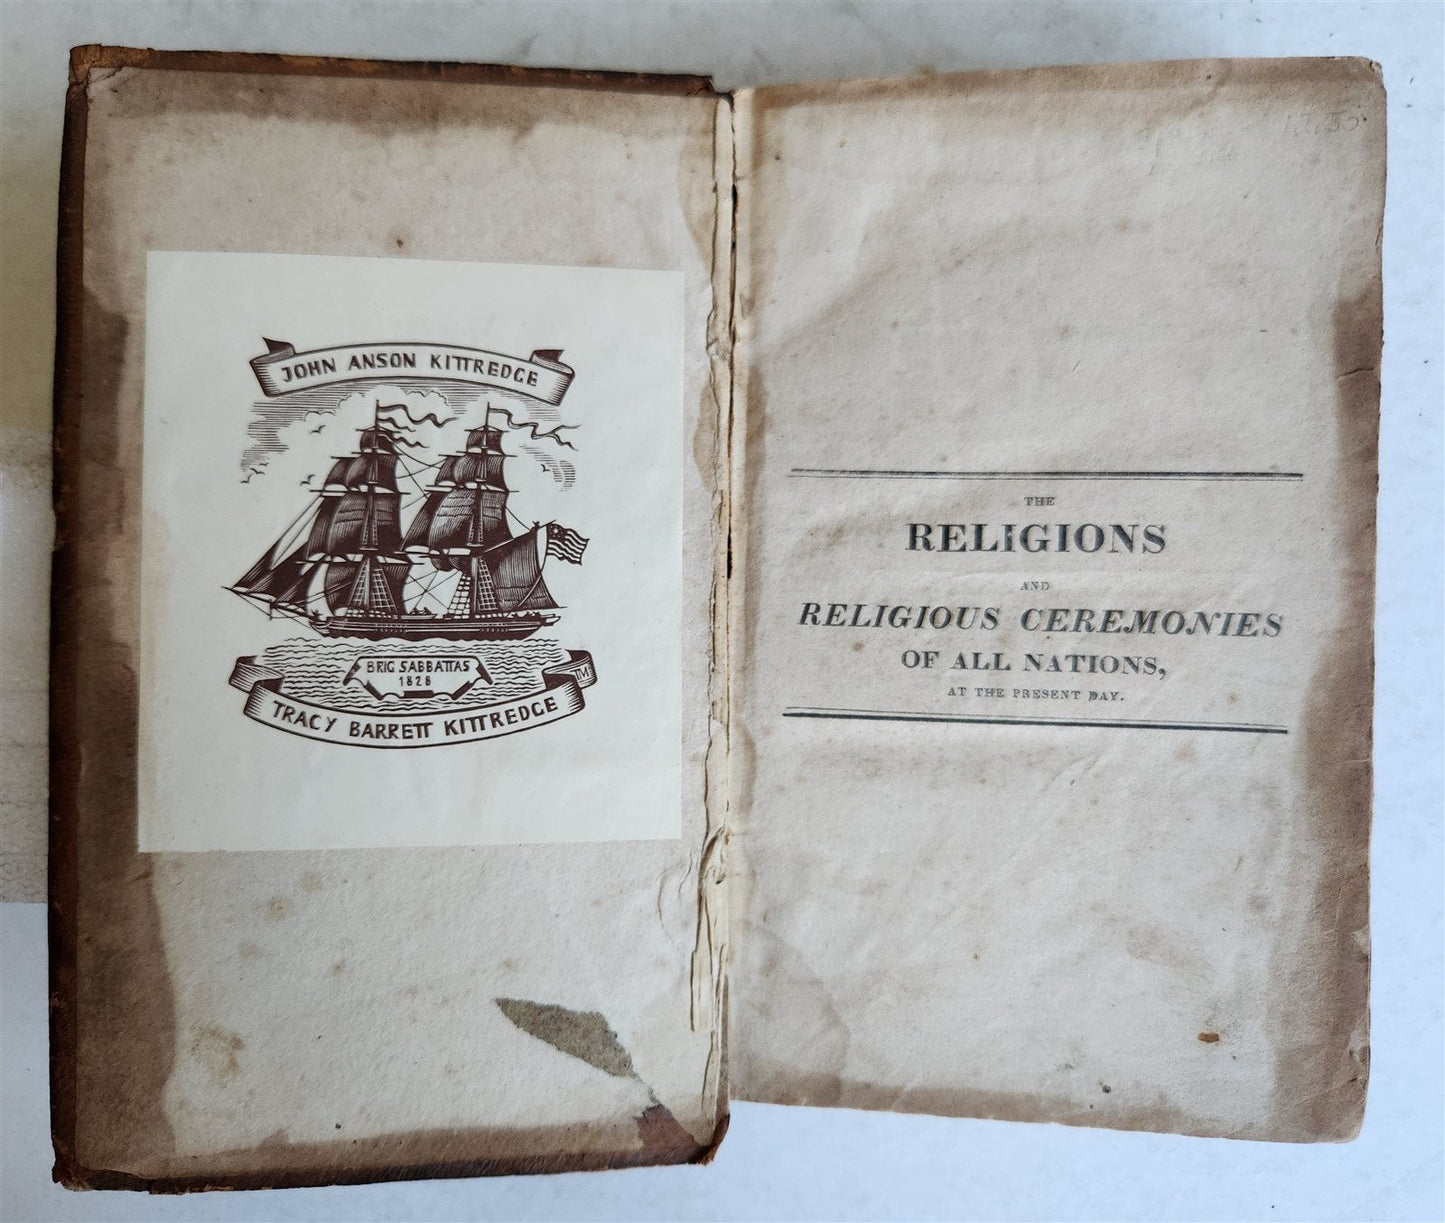 JOHN ANSON KITTREDGE
BRIG SABBATTAS
1828
TM
TRACY BARRETT KITTREDGE
THE
RELIGIONS
AND
RELIGIOUS CEREMONIES
OF ALL NATIONS,
AT THE PRESENT DAY.